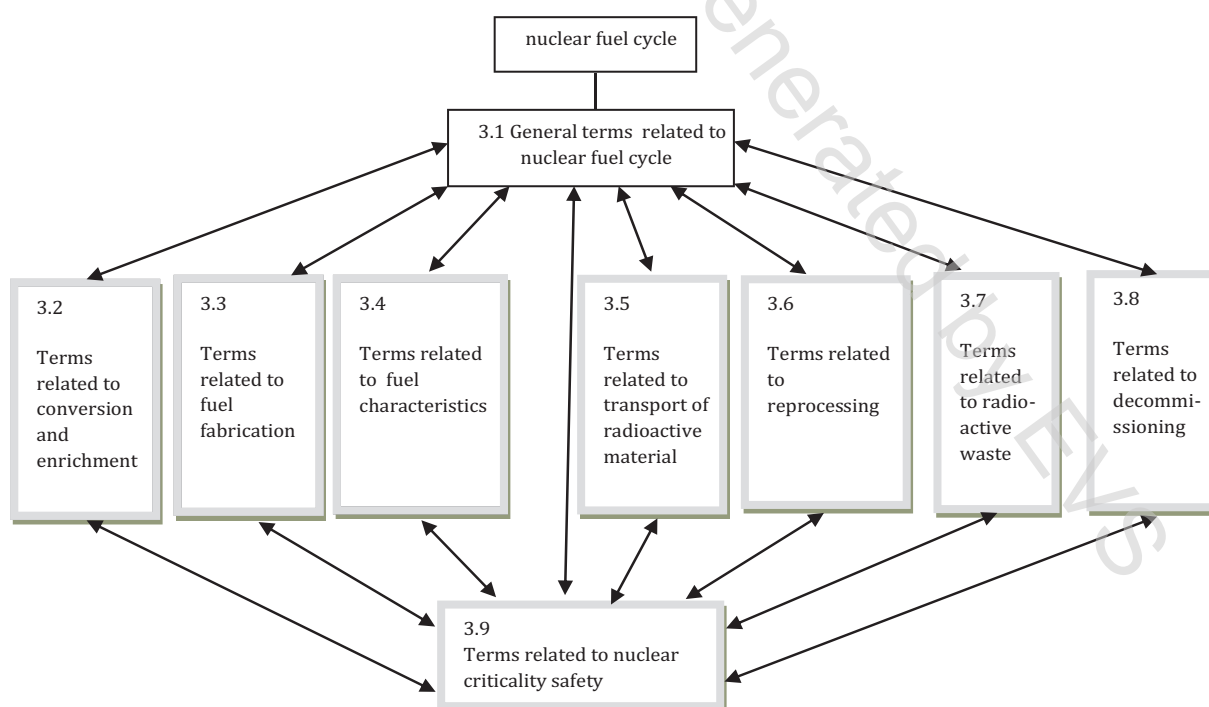 nuclear fuel cycle
3.1 General terms related to
nuclear fuel cycle
3.2
Terms
related to
conversion
and
enrichment
3.3
Terms
related to
fuel
fabrication
3.4
Terms related
to fuel
characteristics
3.5
Terms
related to
transport of
radioactive
material
3.6
Terms related
to
reprocessing
3.7
Terms
related
to radio-
active
waste
3.8
Terms
related to
decommi-
ssioning
3.9
Terms related to nuclear
criticality safety
enerated by EVS